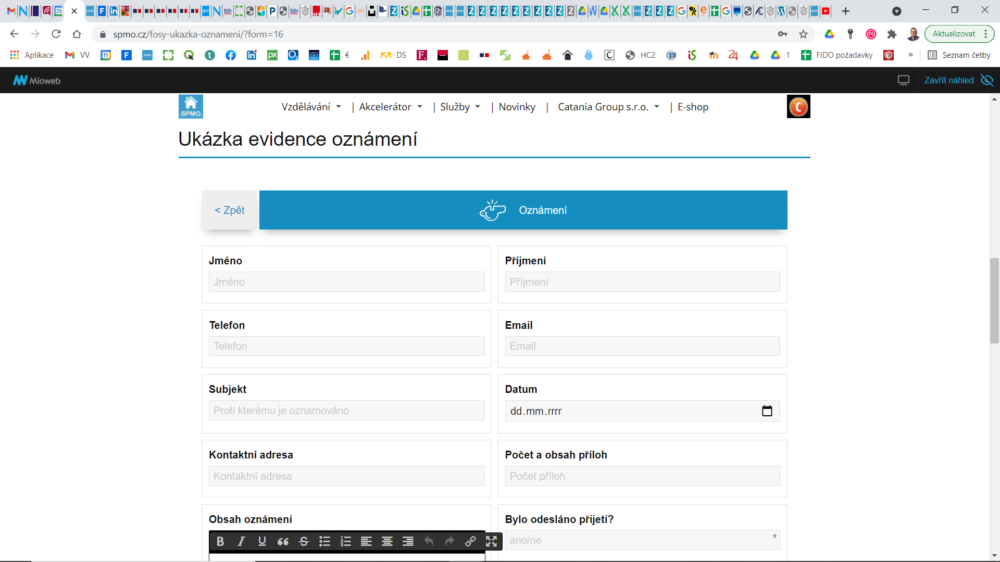 spmo.cz/fosy-ukazka-oznameni/?form=16
Aktualizovat
Aplikace
VV
€
DS
HC2
1
FIDO požadavky
»
Seznam četby
Mioweb
Zavřít náhled
SPMO
Vzdělávání | Akcelerátor | Služby | Novinky | Catania Group s.r.o. | E-shop
Ukázka evidence oznámení
< Zpět
Oznámení
Jméno
Příjmení
Jméno
Příjmení
Telefon
Email
Telefon
Email
Subjekt
Datum
Proti kterému je oznamováno
dd.mm.rrrr
Kontaktní adresa
Počet a obsah příloh
Kontaktní adresa
Počet příloh
Obsah oznámení
Bylo odesláno přijetí?
ano/ne
*